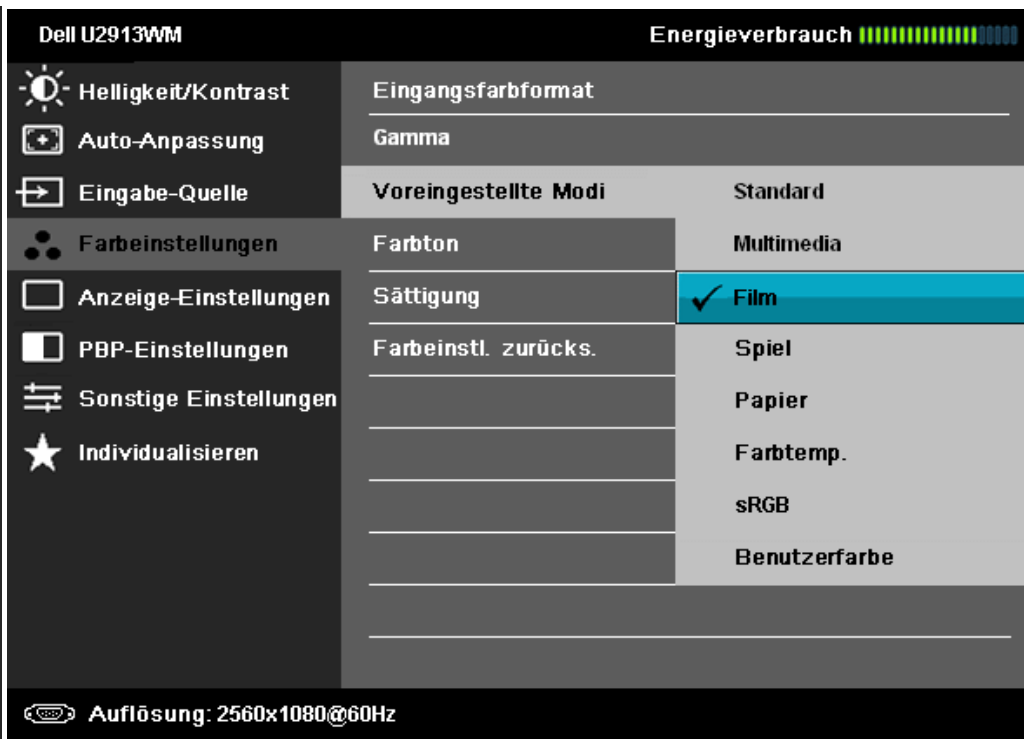 Dell U2913WM
Energieverbrauch
Helligkeit/Kontrast
Auto-Anpassung
Eingabe-Quelle
Farbeinstellungen
Anzeige-Einstellungen
PBP-Einstellungen
Sonstige Einstellungen
Individualisieren
Eingangsfarbformat
Gamma
Voreingestellte Modi
Farbton
Sättigung
Farbeinstl. zurücks.
Standard
Multimedia
Film
Spiel
Papier
Farbtemp.
sRGB
Benutzerfarbe
Auflösung: 2560x1080@60Hz